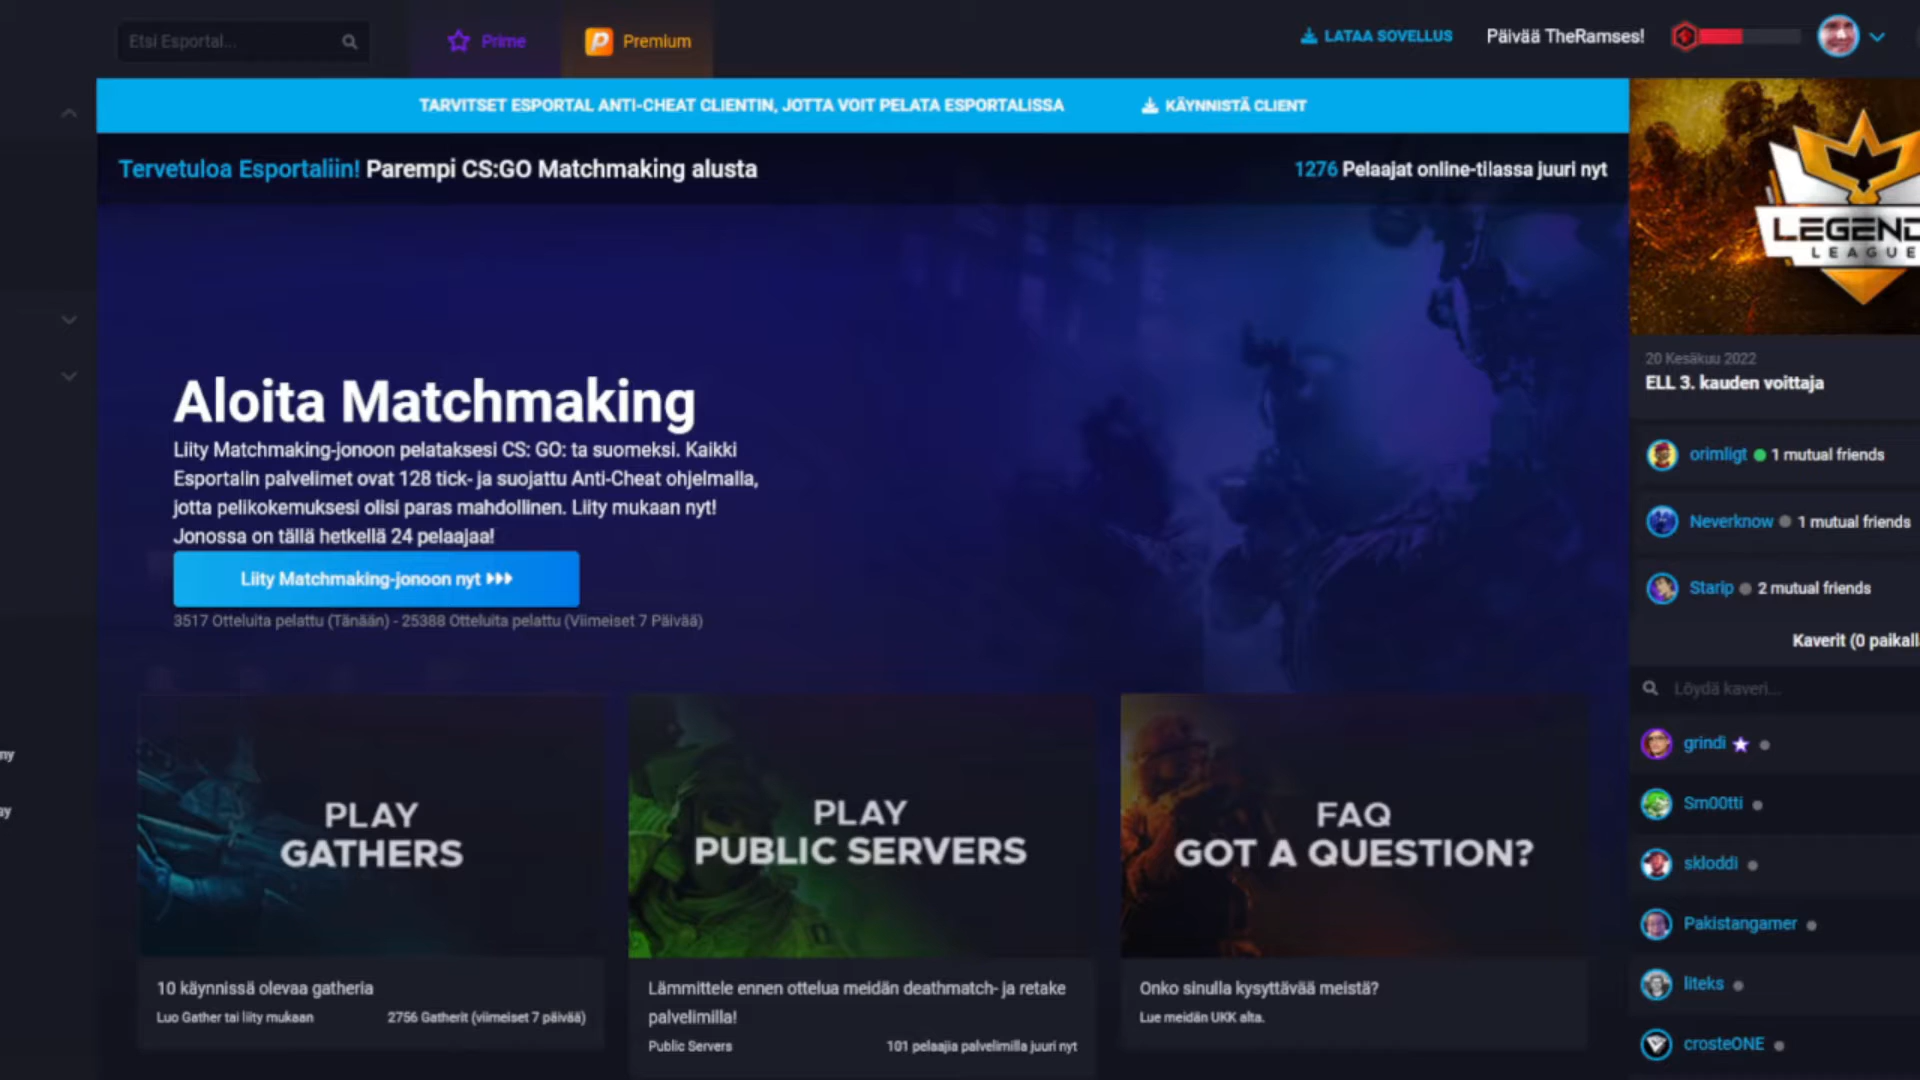 Etsi Esportal...
Prime
Premium
LATAA SOVELLUS
Päivää TheRamses!
TARVITSET ESPORTAL ANTI-CHEAT CLIENTIN, JOTTA VOIT PELATA ESPORTALISSA
KÄYNNISTÄ CLIENT
Tervetuloa Esportaliin! Parempi CS:GO Matchmaking alusta
1276 Pelaajat online-tilassa juuri nyt
LEGEND
LEAGUE
20 Kesäkuu 2022
ELL 3. kauden voittaja
Aloita Matchmaking
Liity Matchmaking-jonoon pelataksesi CS: GO: ta suomeksi. Kaikki
Esportalin palvelimet ovat 128 tick- ja suojattu Anti-Cheat ohjelmalla,
jotta pelikokemuksesi olisi paras mahdollinen. Liity mukaan nyt!
Jonossa on tällä hetkellä 24 pelaajaa!
Liity Matchmaking-jonoon nyt
3517 Otteluita pelattu (Tänään) - 25388 Otteluita pelattu (Viimeiset 7 Päivää)
orimligt 1 mutual friends
Neverknow 1 mutual friends
Starip 2 mutual friends
Kaverit (0 paikall
Löydä kaveri...
grindi
Sm00tti
skloddi
Pakistangamer
liteks
crosteONE
ny
ay
PLAY
GATHERS
10 käynnissä olevaa gatheria
Luo Gather tai liity mukaan
2756 Gatherit (viimeiset 7 päivää)
PLAY
PUBLIC SERVERS
Lämmittele ennen ottelua meidän deathmatch- ja retake
palvelimilla!
Public Servers
101 pelaajia palvelimilla juuri nyt
FAQ
GOT A QUESTION?
Onko sinulla kysyttävää meistä?
Lue meidän UKK alta.